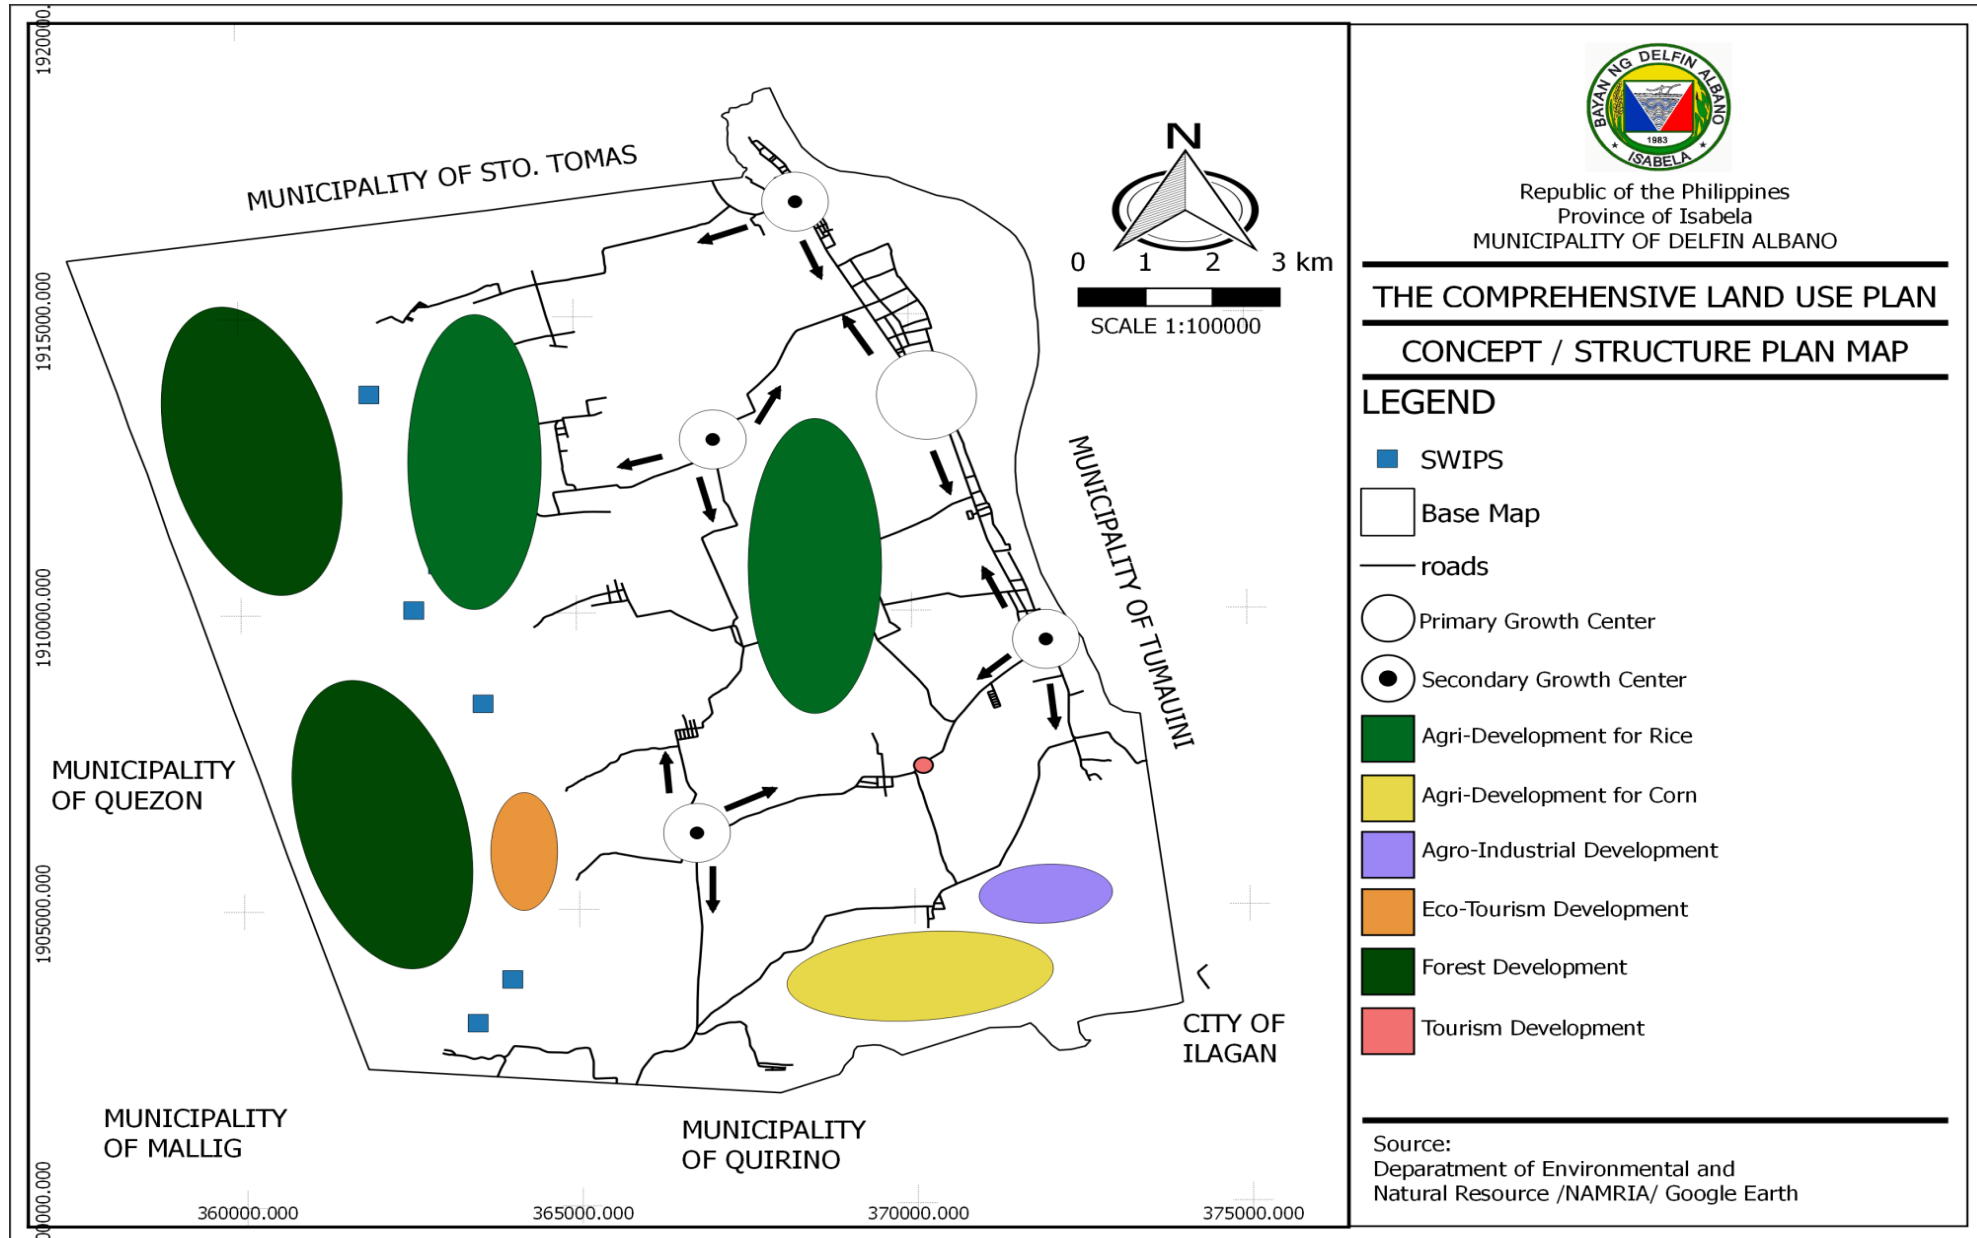 1920000.
1915000.000
1910000.000
1905000.000
00000.000
360000.000
365000.000
370000.000
375000.000
MUNICIPALITY OF STO. TOMAS
MUNICIPALITY OF TUMAUINI
MUNICIPALITY
OF QUEZON
MUNICIPALITY
OF MALLIG
MUNICIPALITY
OF QUIRINO
CITY OF
ILAGAN
N
0 1 2 3 km
SCALE 1:100000
BAYAN NG DELFIN ALBANO
1983
ISABELA
Republic of the Philippines
Province of Isabela
MUNICIPALITY OF DELFIN ALBANO
THE COMPREHENSIVE LAND USE PLAN
CONCEPT / STRUCTURE PLAN MAP
LEGEND
SWIPS
Base Map
roads
Primary Growth Center
Secondary Growth Center
Agri-Development for Rice
Agri-Development for Corn
Agro-Industrial Development
Eco-Tourism Development
Forest Development
Tourism Development
Source:
Deparatment of Environmental and
Natural Resource /NAMRIA/ Google Earth